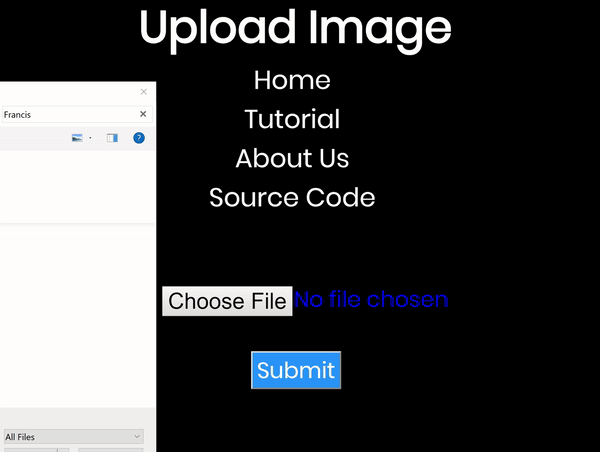 Upload Image
Home
Tutorial
About Us
Source Code
Francis
?
Choose File No file chosen
Submit
All Files